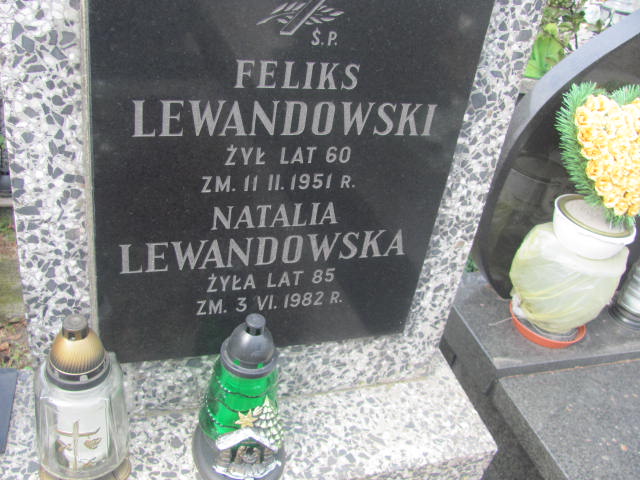 Ś.P.
FELIKS
LEWANDOWSKI
ŻYŁ LAT 60
ZM. 11 II. 1951 R.
NATALIA
LEWANDOWSKA
ŻYŁA LAT 85
ZM. 3 VI. 1982 R.